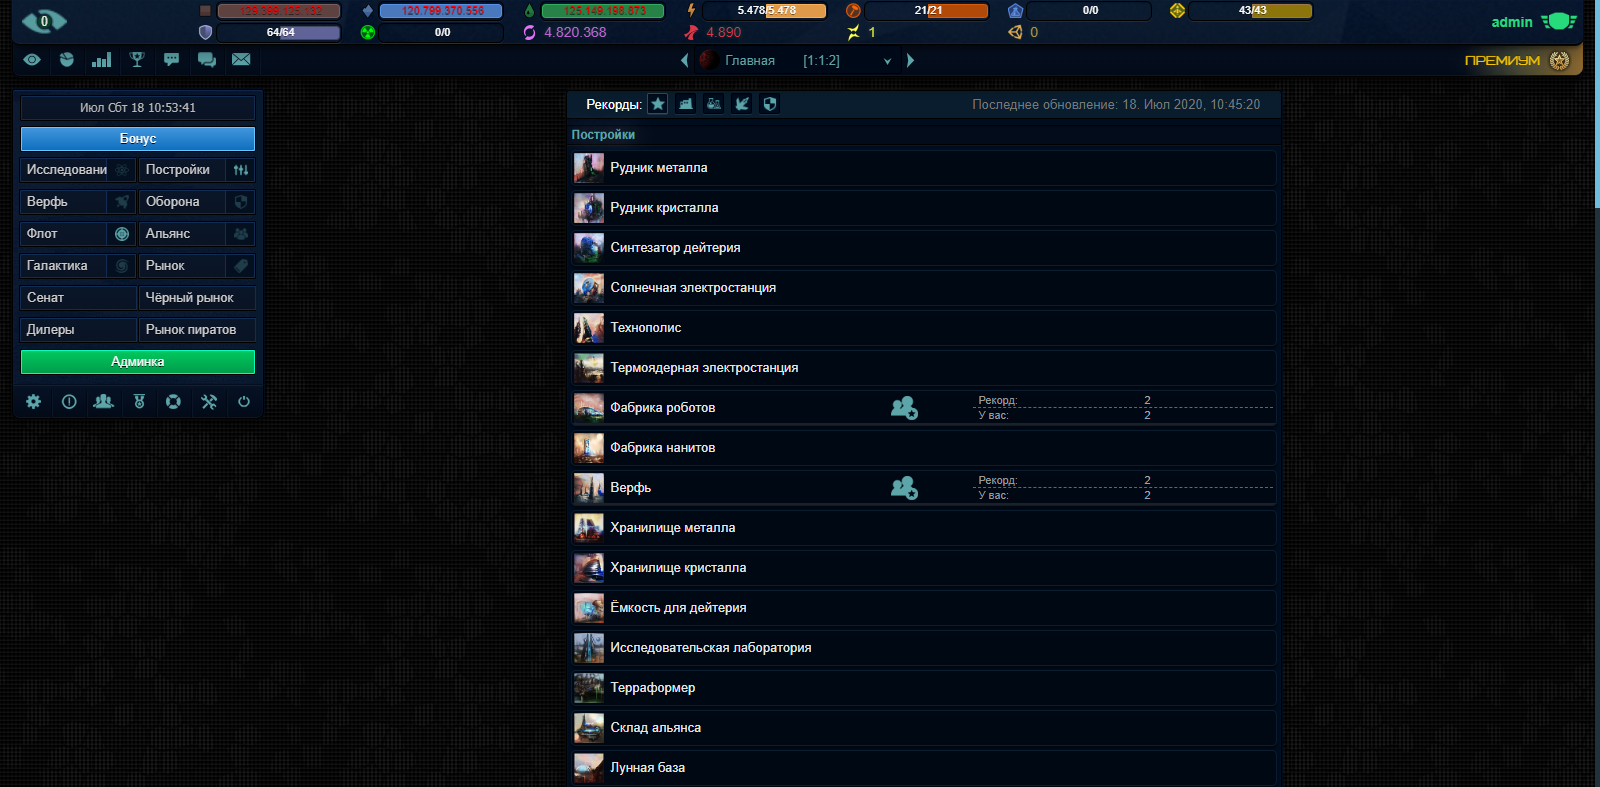 0
129.399.125.132
120.799.370.556
125.149.198.873
5.478/5.478
21/21
0/0
43/43
admin
64/64
0/0
4.820.368
4.890
1
0
Главная [1:1:2]
ПРЕМИУМ
Июл Сбт 18 10:53:41
Бонус
Исследовани
Постройки
Верфь
Оборона
Флот
Альянс
Галактика
Рынок
Сенат
Чёрный рынок
Дилеры
Рынок пиратов
Админка
Рекорды:
Последнее обновление: 18. Июл 2020, 10:45:20
Постройки
Рудник металла
Рудник кристалла
Синтезатор дейтерия
Солнечная электростанция
Технополис
Термоядерная электростанция
Фабрика роботов
Рекорд: 2
У вас: 2
Фабрика нанитов
Верфь
Рекорд: 2
У вас: 2
Хранилище металла
Хранилище кристалла
Ёмкость для дейтерия
Исследовательская лаборатория
Терраформер
Склад альянса
Лунная база